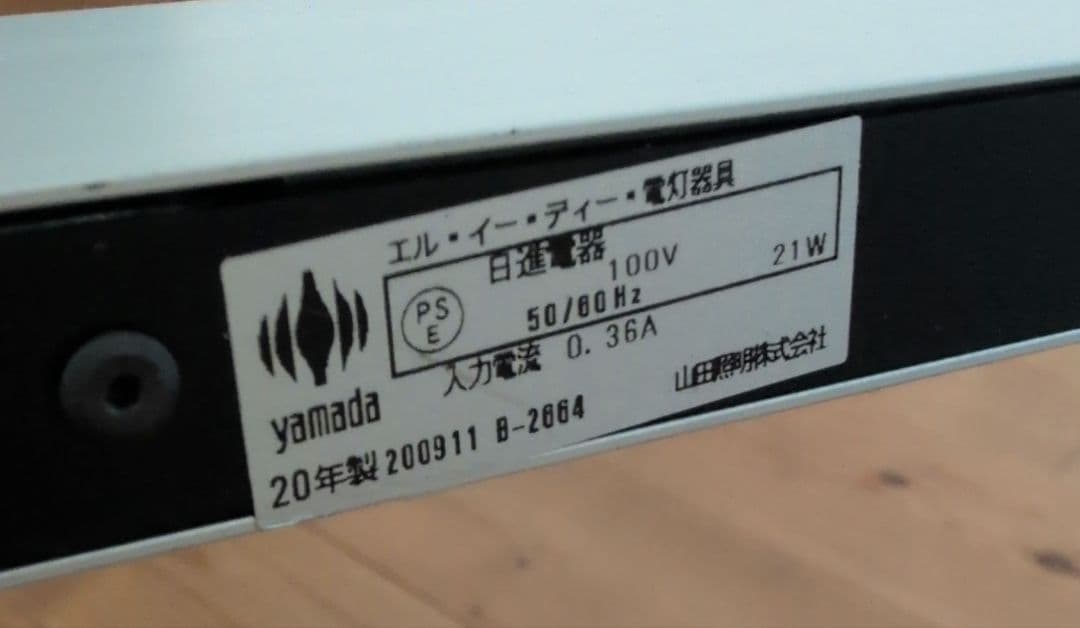 エル・イー・ディー・電灯器具
PS
E
日進電器
100V 21W
50/60Hz
入力電流 0.36A
yamada
山田照明株式会社
20年製 200911 B-2664